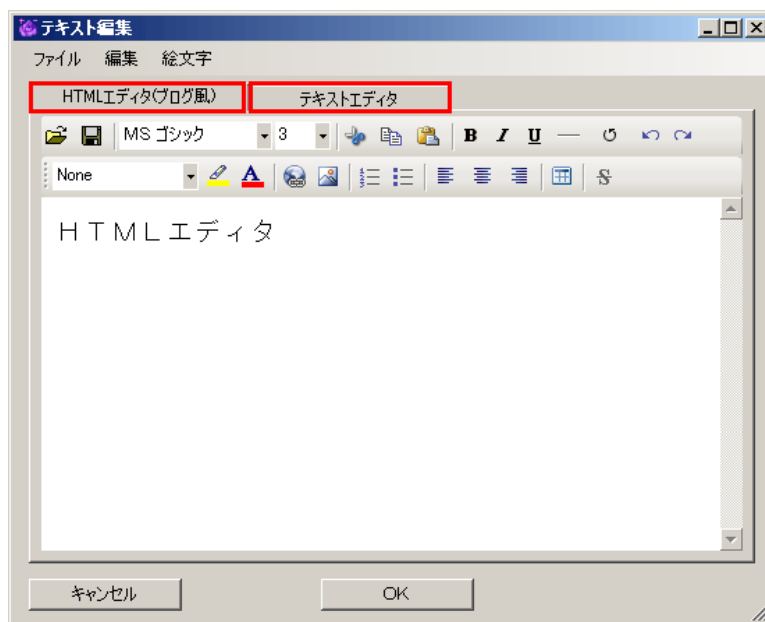 テキスト編集
ファイル 編集 絵文字
HTMLエディタ(ブログ風) テキストエディタ
MS ゴシック 3 B I U
None A S
ＨＴＭＬエディタ
キャンセル OK